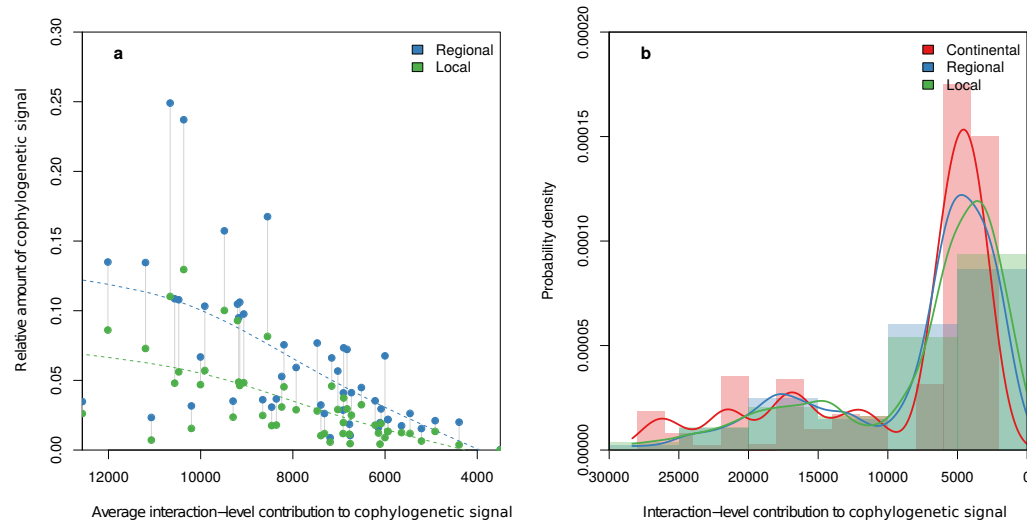 a
Regional
Local
0.30
0.25
0.20
0.15
0.10
0.05
0.00
Relative amount of cophylogenetic signal
12000 10000 8000 6000 4000
Average interaction−level contribution to cophylogenetic signal
b
Continental
Regional
Local
0.00020
0.00015
0.00010
0.00005
0.00000
Probability density
30000 25000 20000 15000 10000 5000 0
Interaction−level contribution to cophylogenetic signal